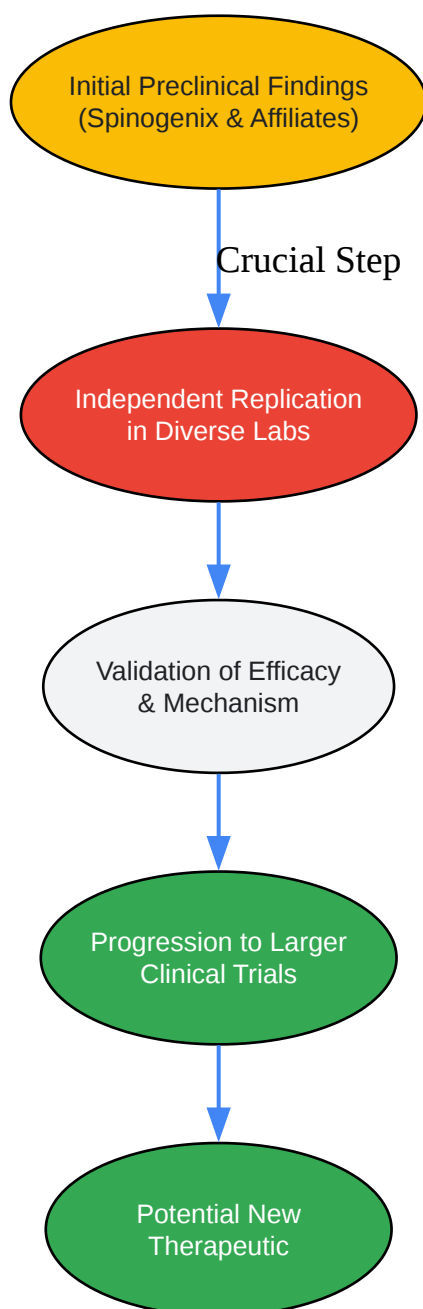 Initial Preclinical Findings
(Spinogenix & Affiliates)
Crucial Step
Independent Replication
in Diverse Labs
Validation of Efficacy
& Mechanism
Progression to Larger
Clinical Trials
Potential New
Therapeutic